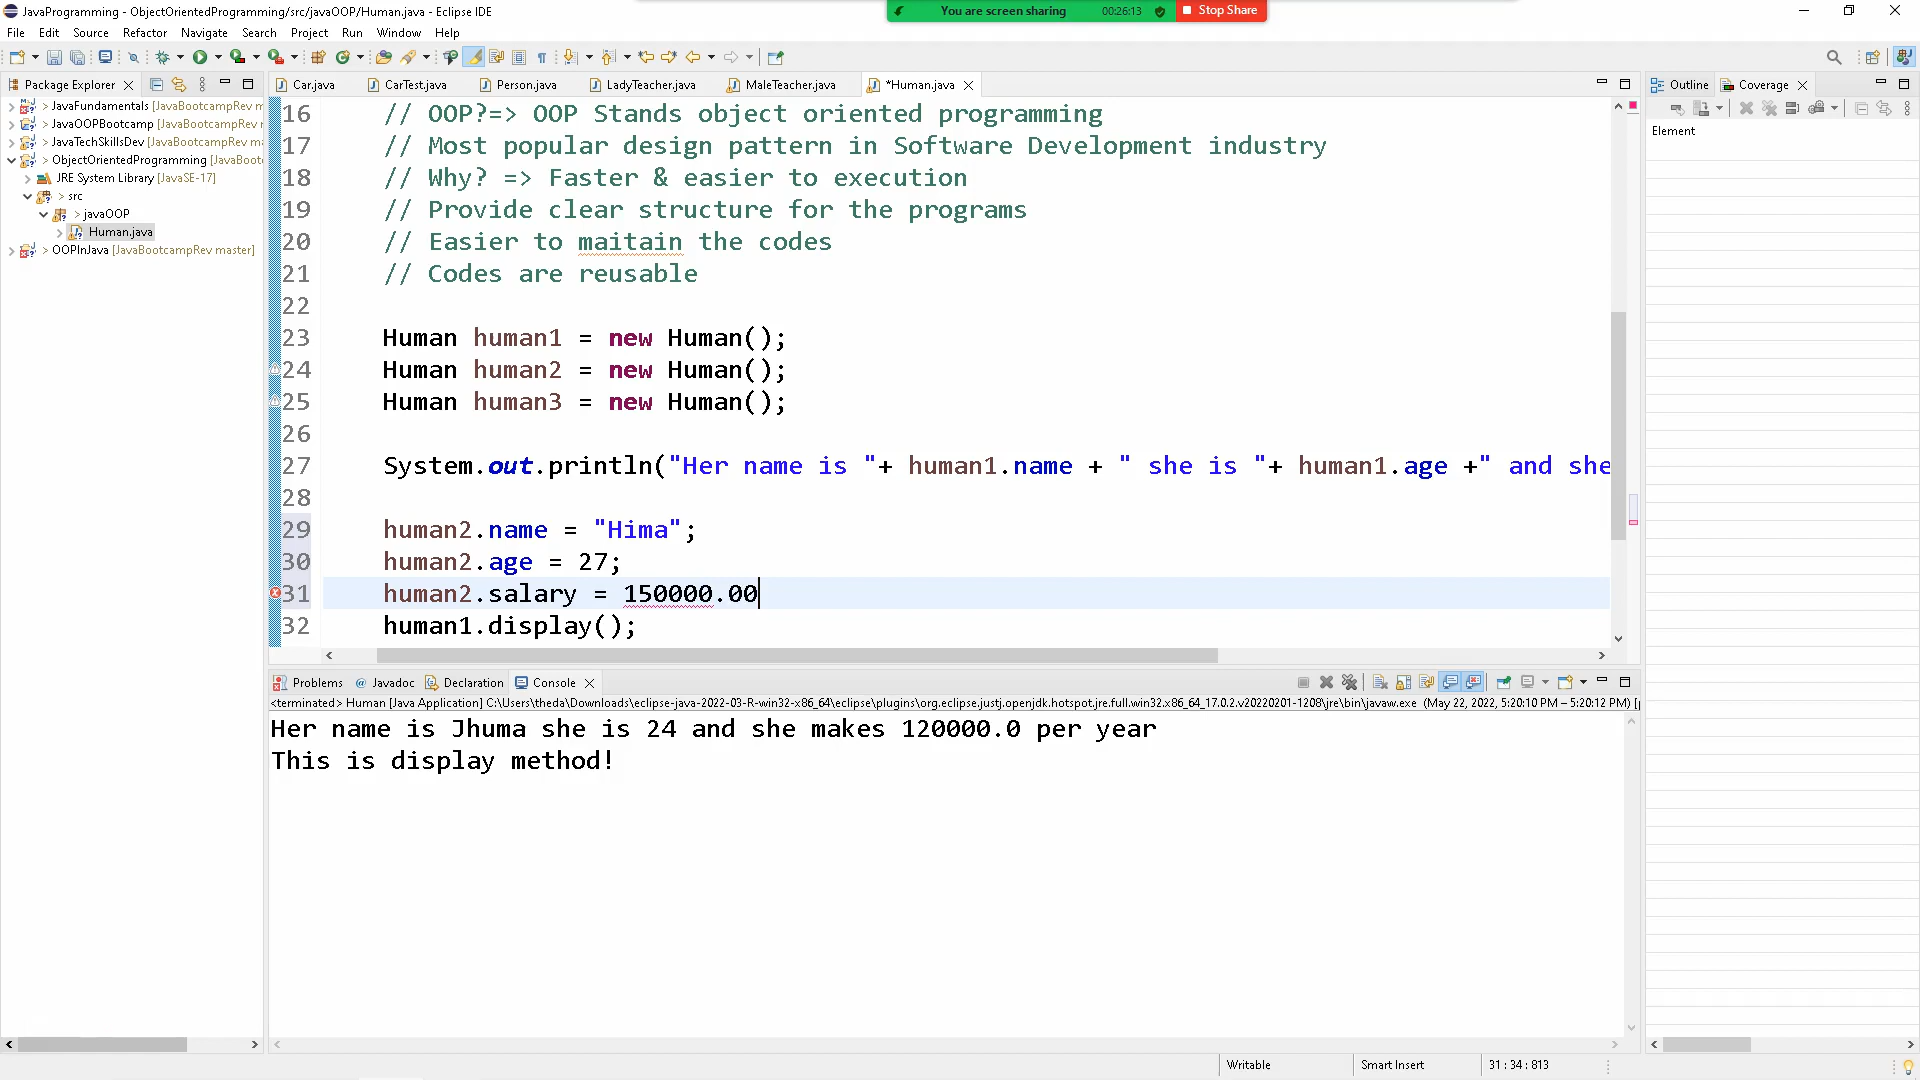 JavaProgramming - ObjectOrientedProgramming/src/javaOOP/Human.java - Eclipse IDE
You are screen sharing 00:26:13 Stop Share
File Edit Source Refactor Navigate Search Project Run Window Help
Package Explorer
> JavaFundamentals [JavaBootcampRev m
> JavaOOPBootcamp [JavaBootcampRev
> JavaTechSkillsDev [JavaBootcampRev ma
> ObjectOrientedProgramming [JavaBoot
JRE System Library [JavaSE-17]
> src
> javaOOP
Human.java
> OOPInJava [JavaBootcampRev master]
Car.java CarTest.java Person.java LadyTeacher.java MaleTeacher.java *Human.java
16 // OOP?=> OOP Stands object oriented programming
17 // Most popular design pattern in Software Development industry
18 // Why? => Faster & easier to execution
19 // Provide clear structure for the programs
20 // Easier to maitain the codes
21 // Codes are reusable
22
23 Human human1 = new Human();
24 Human human2 = new Human();
25 Human human3 = new Human();
26
27 System.out.println("Her name is "+ human1.name + " she is "+ human1.age +" and she
28
29 human2.name = "Hima";
30 human2.age = 27;
31 human2.salary = 150000.00
32 human1.display();
Outline Coverage
Element
Problems Javadoc Declaration Console
<terminated> Human [Java Application] C:\Users\theda\Downloads\eclipse-java-2022-03-R-win32-x86_64\eclipse\plugins\org.eclipse.justj.openjdk.hotspot.jre.full.win32.x86_64_17.0.2.v20220201-1208\jre\bin\javaw.exe (May 22, 2022, 5:20:10 PM – 5:20:12 PM) [p
Her name is Jhuma she is 24 and she makes 120000.0 per year
This is display method!
Writable Smart Insert 31 : 34 : 813